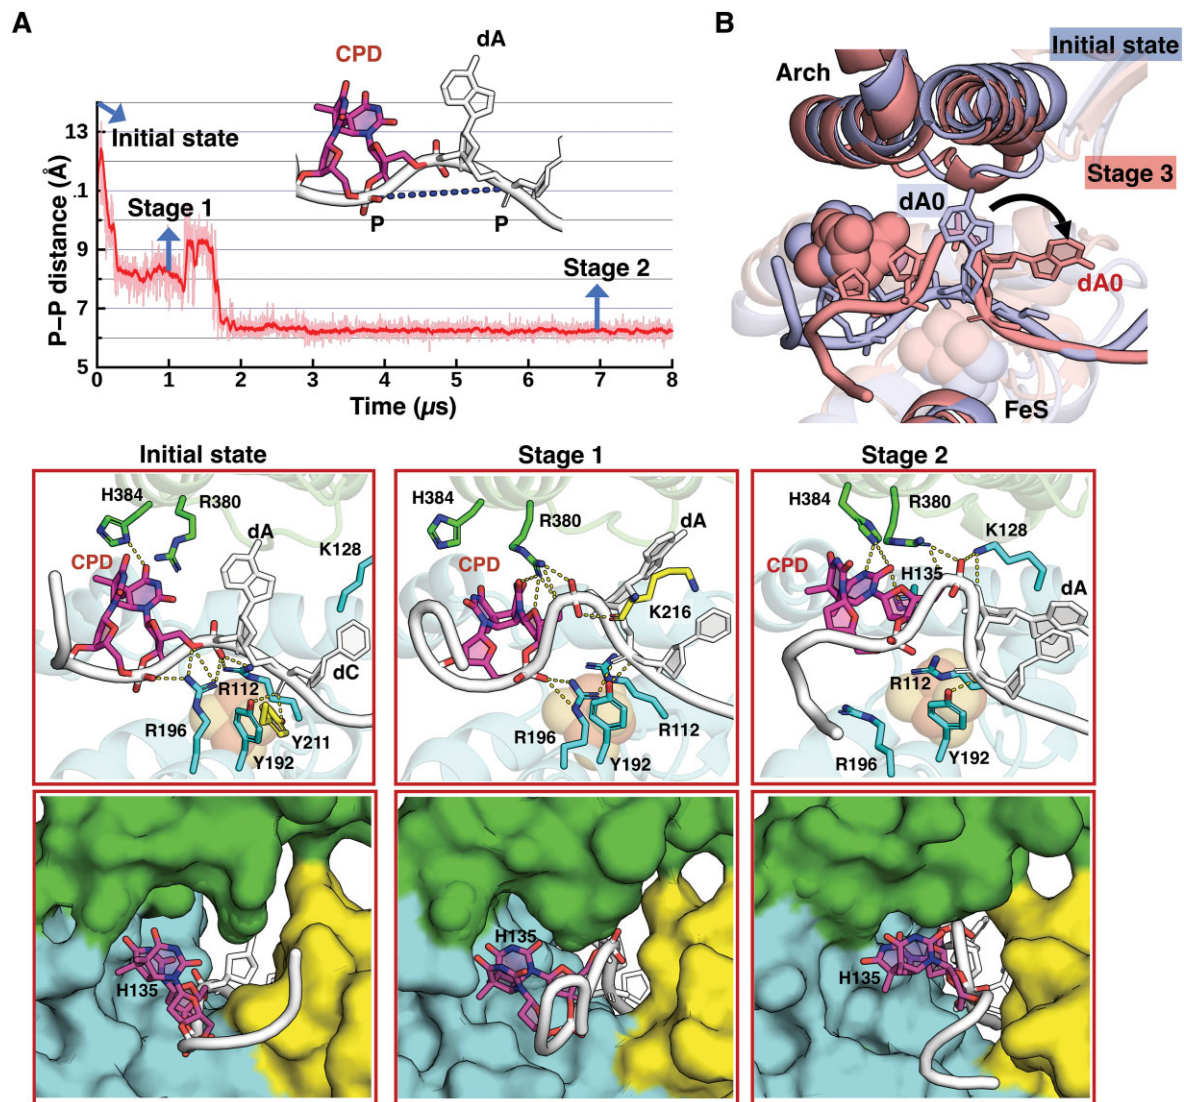 A
B
CPD
dA
Initial state
Arch
Stage 3
dA0
dA0
FeS
13
.1
9
7
5
P–P distance (Å)
Initial state
Stage 1
Stage 2
P
P
0
1
2
3
4
5
6
7
8
Time (µs)
Initial state
Stage 1
Stage 2
H384
R380
dA
CPD
K128
dC
R112
R196
Y211
Y192
H384
R380
dA
CPD
K216
R196
R112
Y192
H384
R380
K128
CPD
H135
dA
R112
R196
Y192
H135
H135
H135